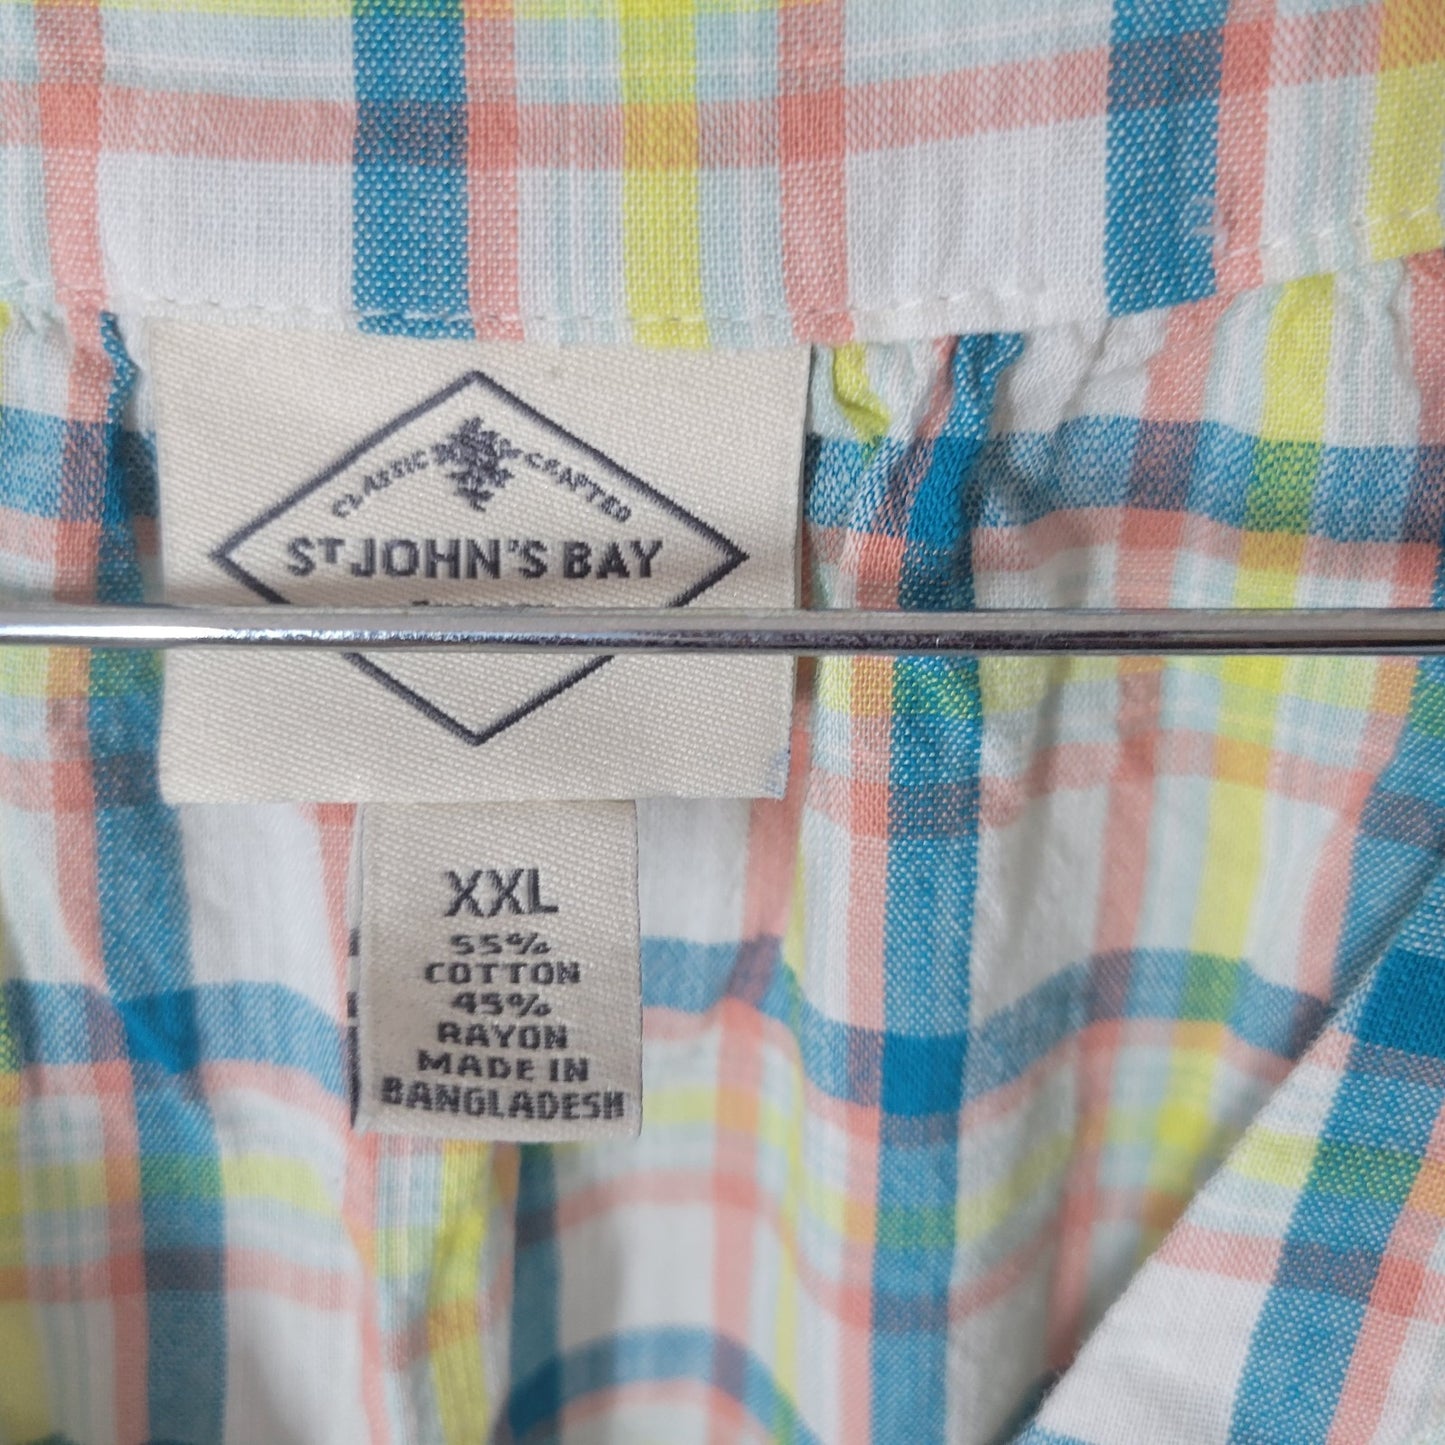 CLASSIC CRAFTED
ST JOHN'S BAY
XXL
55%
COTTON
45%
RAYON
MADE IN
BANGLADESH